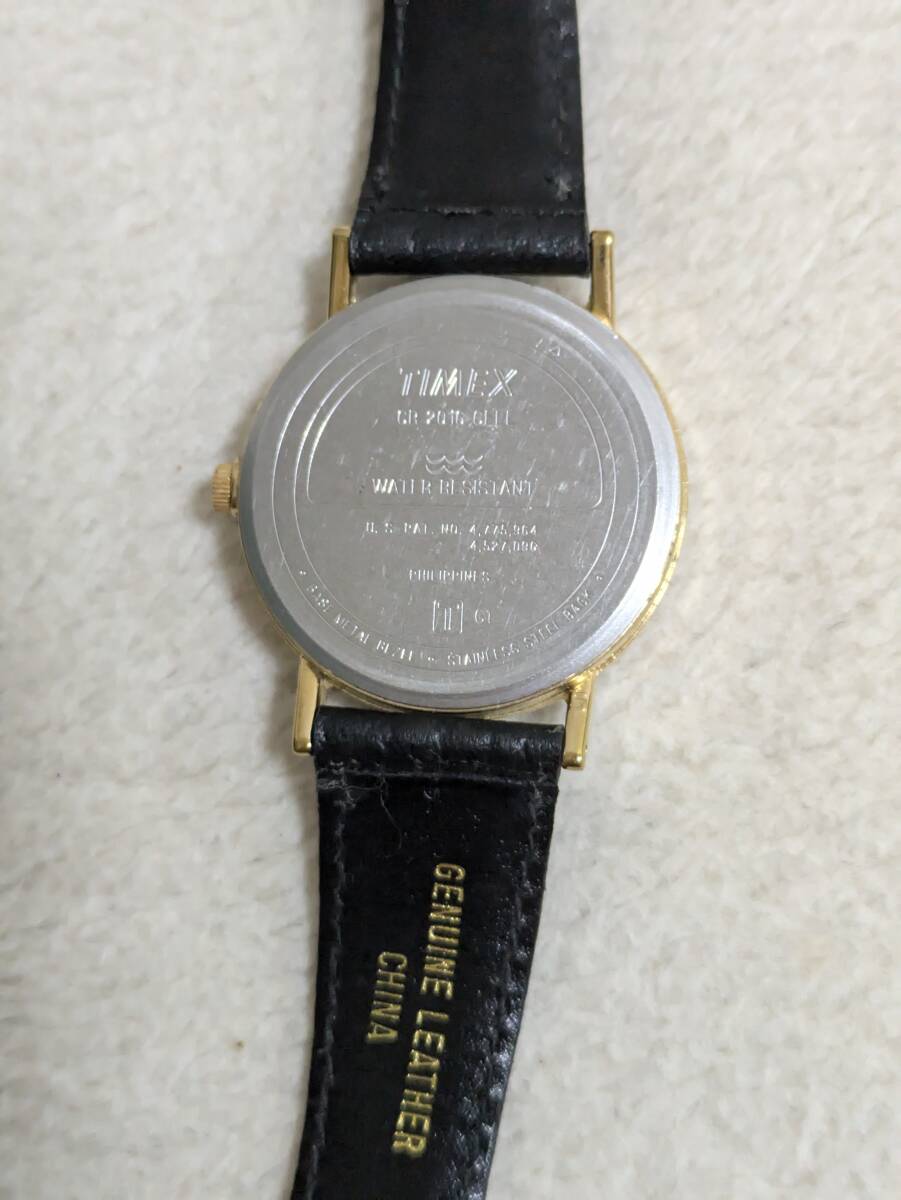 TIMEX
CR 2016 CELL
WATER RESISTANT
U. S. PAT. NO. 4,775,964
4,527,090
PHILIPPINES
T
BASE METAL BEZEL STAINLESS STEEL BACK
GENUINE LEATHER
CHINA